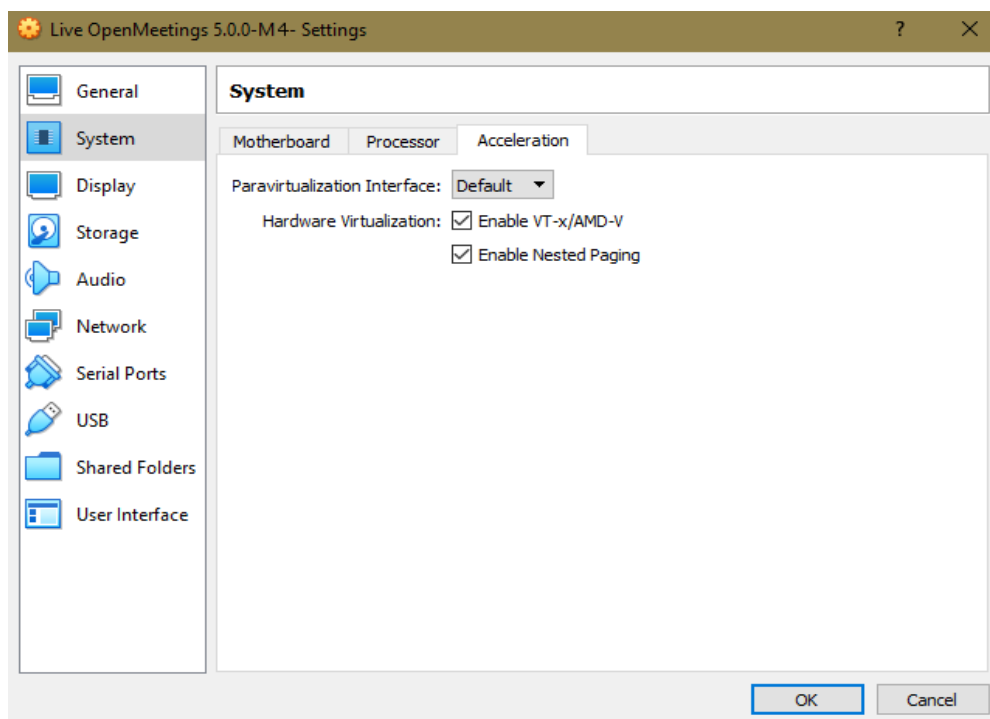 Live OpenMeetings 5.0.0-M4- Settings
?
General
System
Display
Storage
Audio
Network
Serial Ports
USB
Shared Folders
User Interface
System
Motherboard Processor Acceleration
Paravirtualization Interface: Default
Hardware Virtualization: Enable VT-x/AMD-V
Enable Nested Paging
OK Cancel